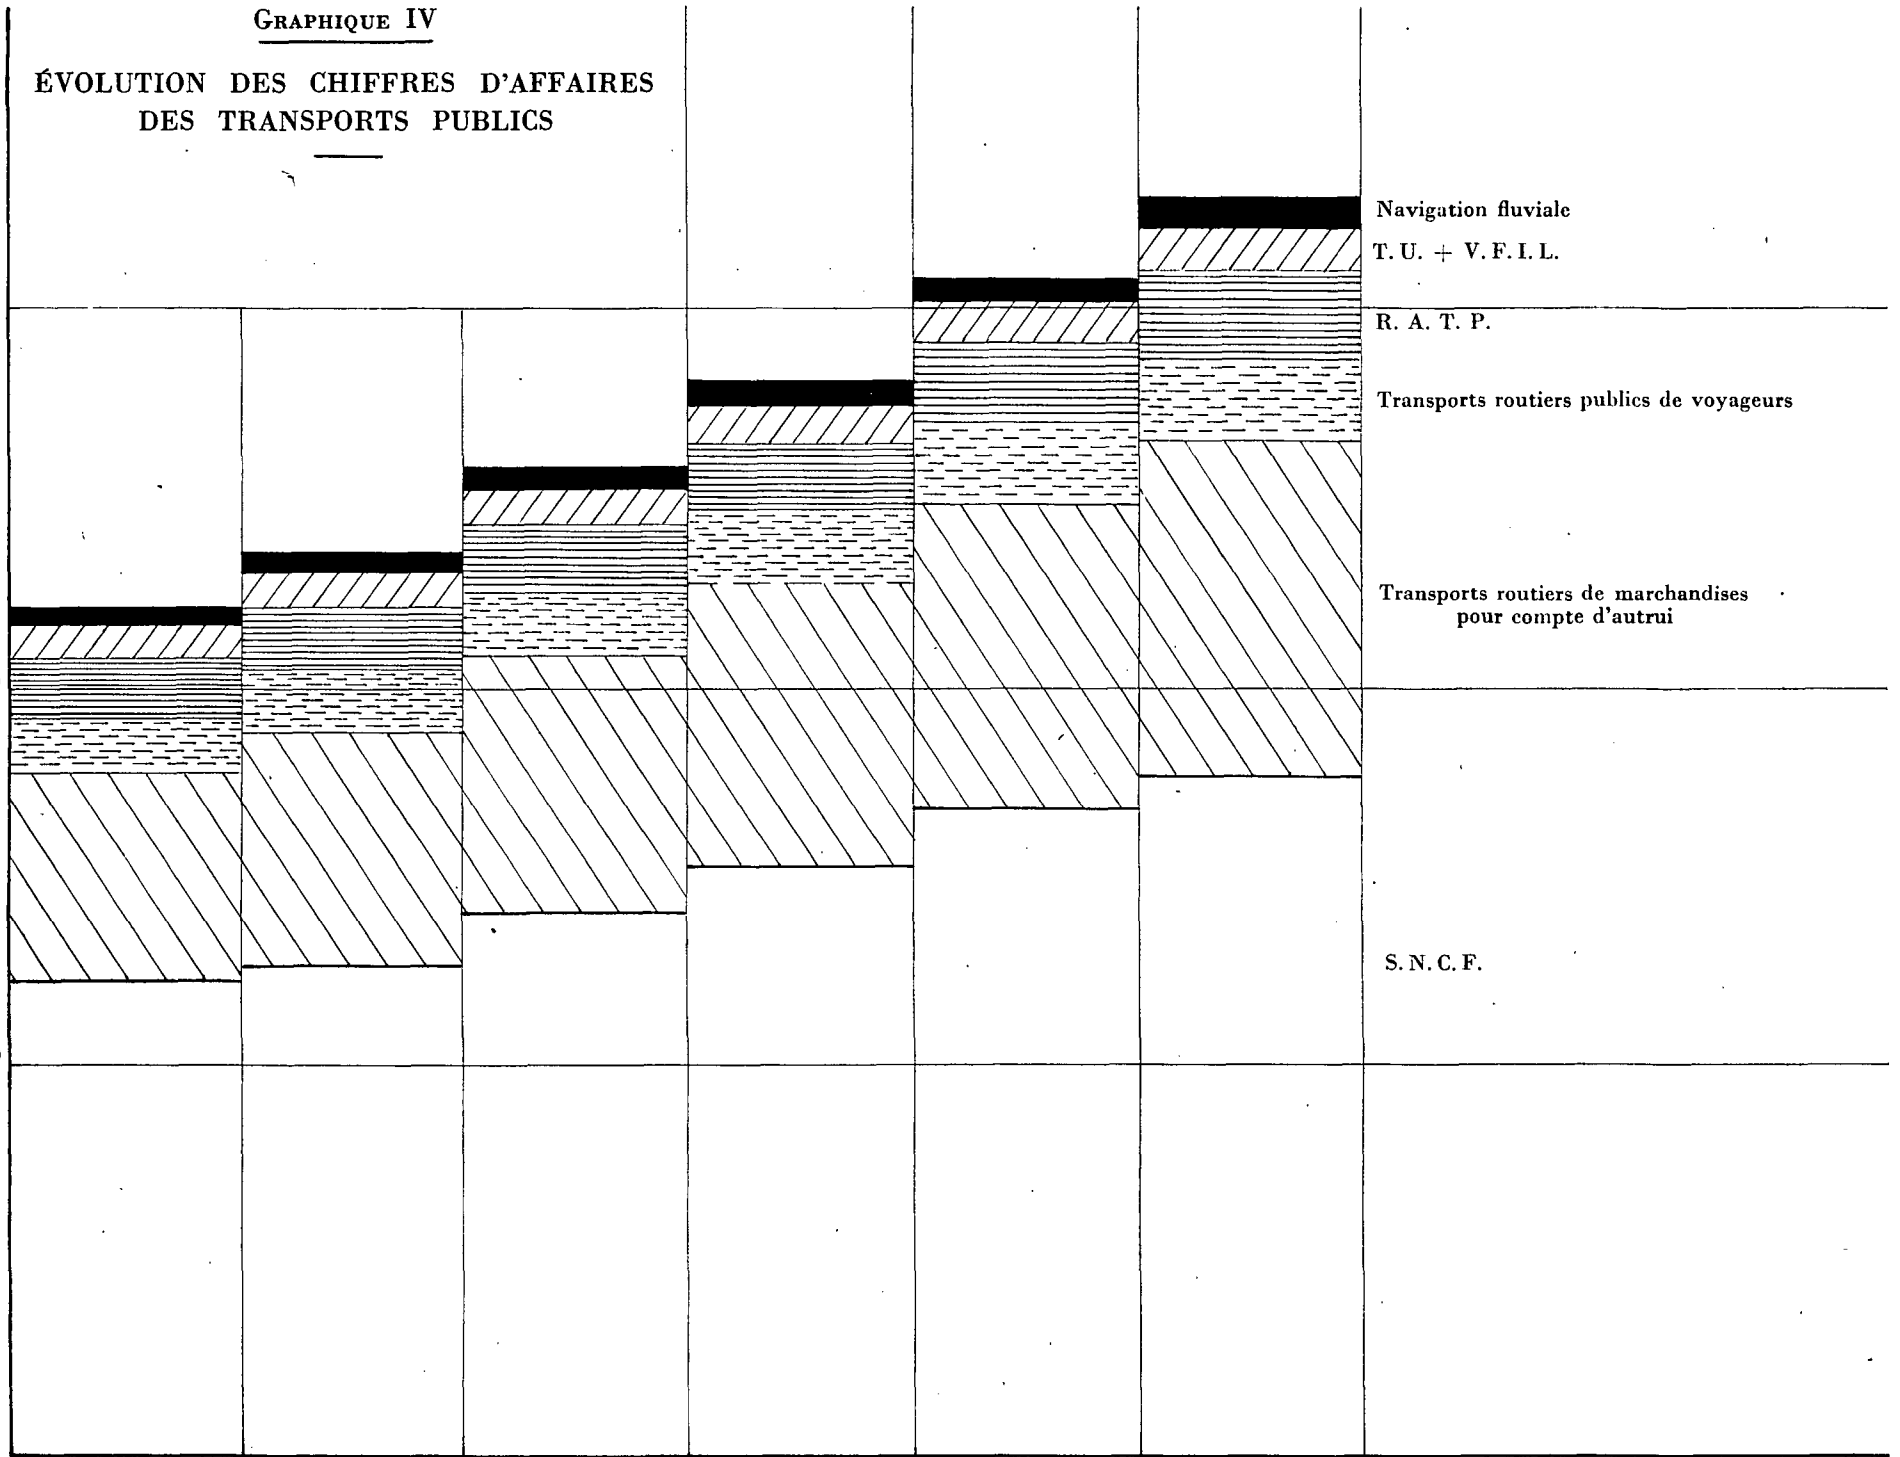 GRAPHIQUE IV
ÉVOLUTION DES CHIFFRES D'AFFAIRES
DES TRANSPORTS PUBLICS
Navigation fluviale
T. U. + V. F. I. L.
R. A. T. P.
Transports routiers publics de voyageurs
Transports routiers de marchandises
pour compte d'autrui
S. N. C. F.